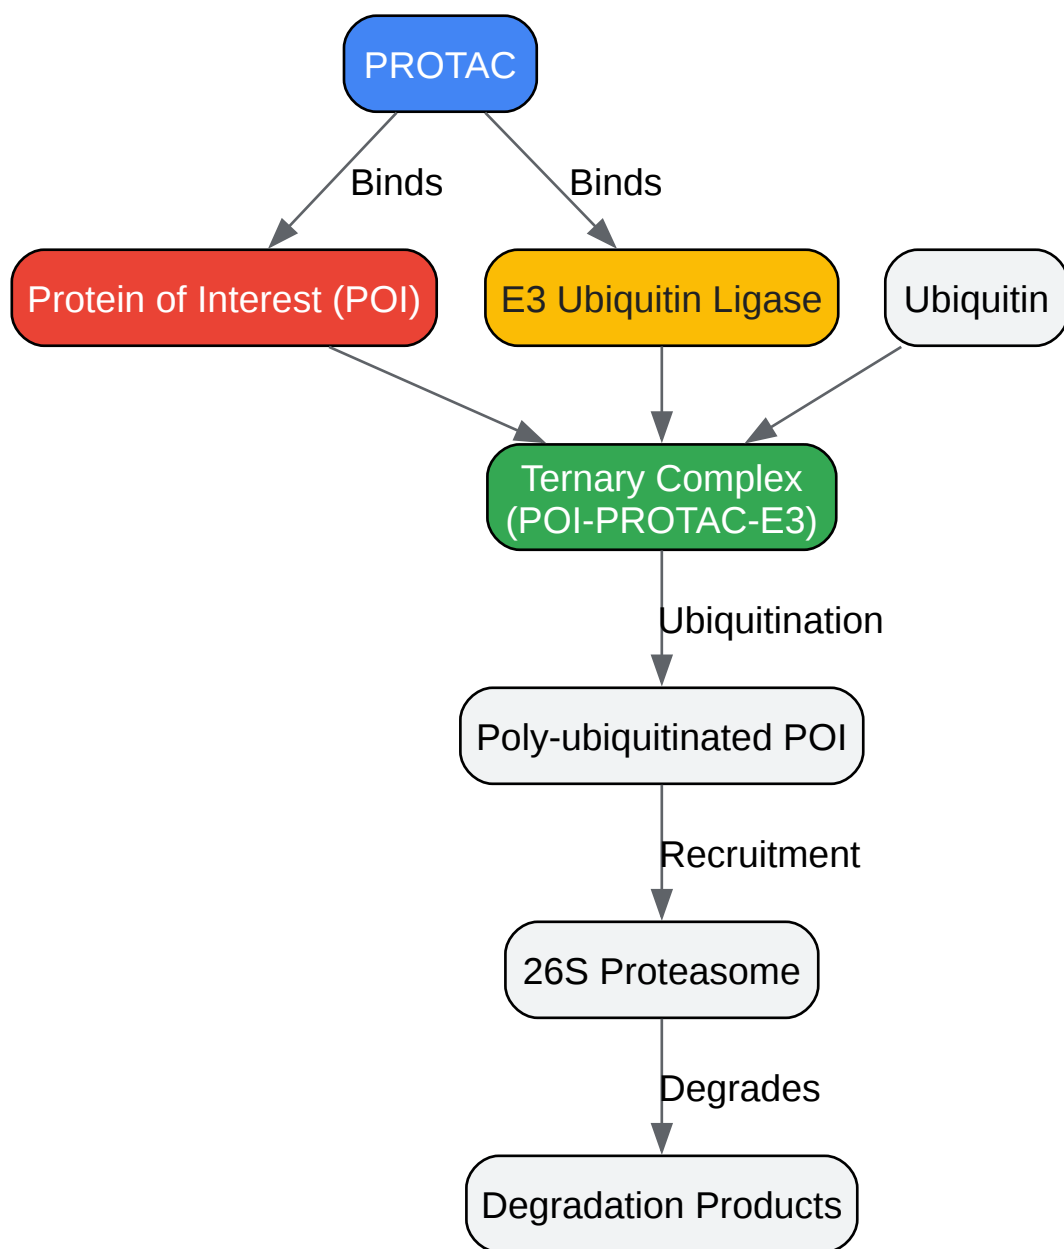 PROTAC
Binds
Binds
Protein of Interest (POI)
E3 Ubiquitin Ligase
Ubiquitin
Ternary Complex
(POI-PROTAC-E3)
Ubiquitination
Poly-ubiquitinated POI
Recruitment
26S Proteasome
Degrades
Degradation Products